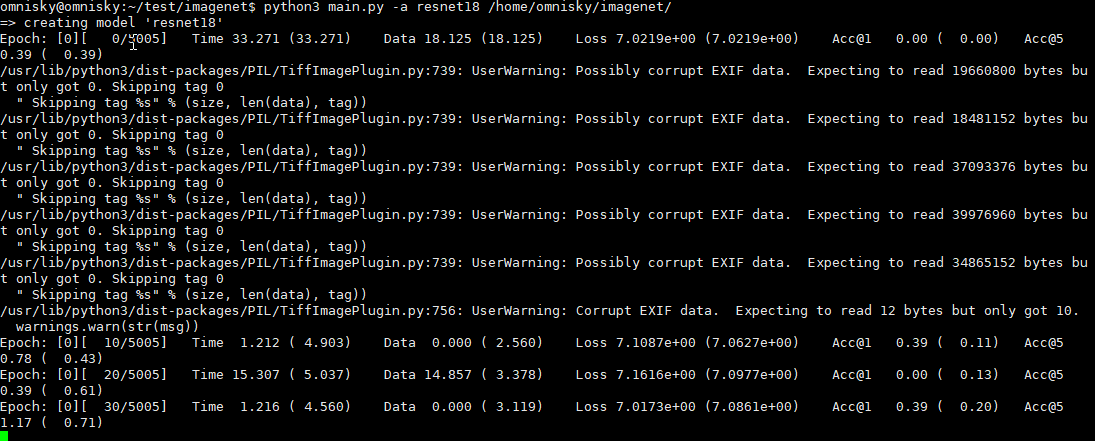 omnisky@omnisky:~/test/imagenet$ python3 main.py -a resnet18 /home/omnisky/imagenet/
=> creating model 'resnet18'
Epoch: [0][   0/5005]   Time 33.271 (33.271)    Data 18.125 (18.125)    Loss 7.0219e+00 (7.0219e+00)    Acc@1   0.00 (  0.00)   Acc@5
0.39 (  0.39)
/usr/lib/python3/dist-packages/PIL/TiffImagePlugin.py:739: UserWarning: Possibly corrupt EXIF data.  Expecting to read 19660800 bytes bu
t only got 0. Skipping tag 0
  " Skipping tag %s" % (size, len(data), tag))
/usr/lib/python3/dist-packages/PIL/TiffImagePlugin.py:739: UserWarning: Possibly corrupt EXIF data.  Expecting to read 18481152 bytes bu
t only got 0. Skipping tag 0
  " Skipping tag %s" % (size, len(data), tag))
/usr/lib/python3/dist-packages/PIL/TiffImagePlugin.py:739: UserWarning: Possibly corrupt EXIF data.  Expecting to read 37093376 bytes bu
t only got 0. Skipping tag 0
  " Skipping tag %s" % (size, len(data), tag))
/usr/lib/python3/dist-packages/PIL/TiffImagePlugin.py:739: UserWarning: Possibly corrupt EXIF data.  Expecting to read 39976960 bytes bu
t only got 0. Skipping tag 0
  " Skipping tag %s" % (size, len(data), tag))
/usr/lib/python3/dist-packages/PIL/TiffImagePlugin.py:739: UserWarning: Possibly corrupt EXIF data.  Expecting to read 34865152 bytes bu
t only got 0. Skipping tag 0
  " Skipping tag %s" % (size, len(data), tag))
/usr/lib/python3/dist-packages/PIL/TiffImagePlugin.py:756: UserWarning: Corrupt EXIF data.  Expecting to read 12 bytes but only got 10.
  warnings.warn(str(msg))
Epoch: [0][  10/5005]   Time  1.212 ( 4.903)    Data  0.000 ( 2.560)    Loss 7.1087e+00 (7.0627e+00)    Acc@1   0.39 (  0.11)   Acc@5
0.78 (  0.43)
Epoch: [0][  20/5005]   Time 15.307 ( 5.037)    Data 14.857 ( 3.378)    Loss 7.1616e+00 (7.0977e+00)    Acc@1   0.00 (  0.13)   Acc@5
0.39 (  0.61)
Epoch: [0][  30/5005]   Time  1.216 ( 4.560)    Data  0.000 ( 3.119)    Loss 7.0173e+00 (7.0861e+00)    Acc@1   0.39 (  0.20)   Acc@5
1.17 (  0.71)